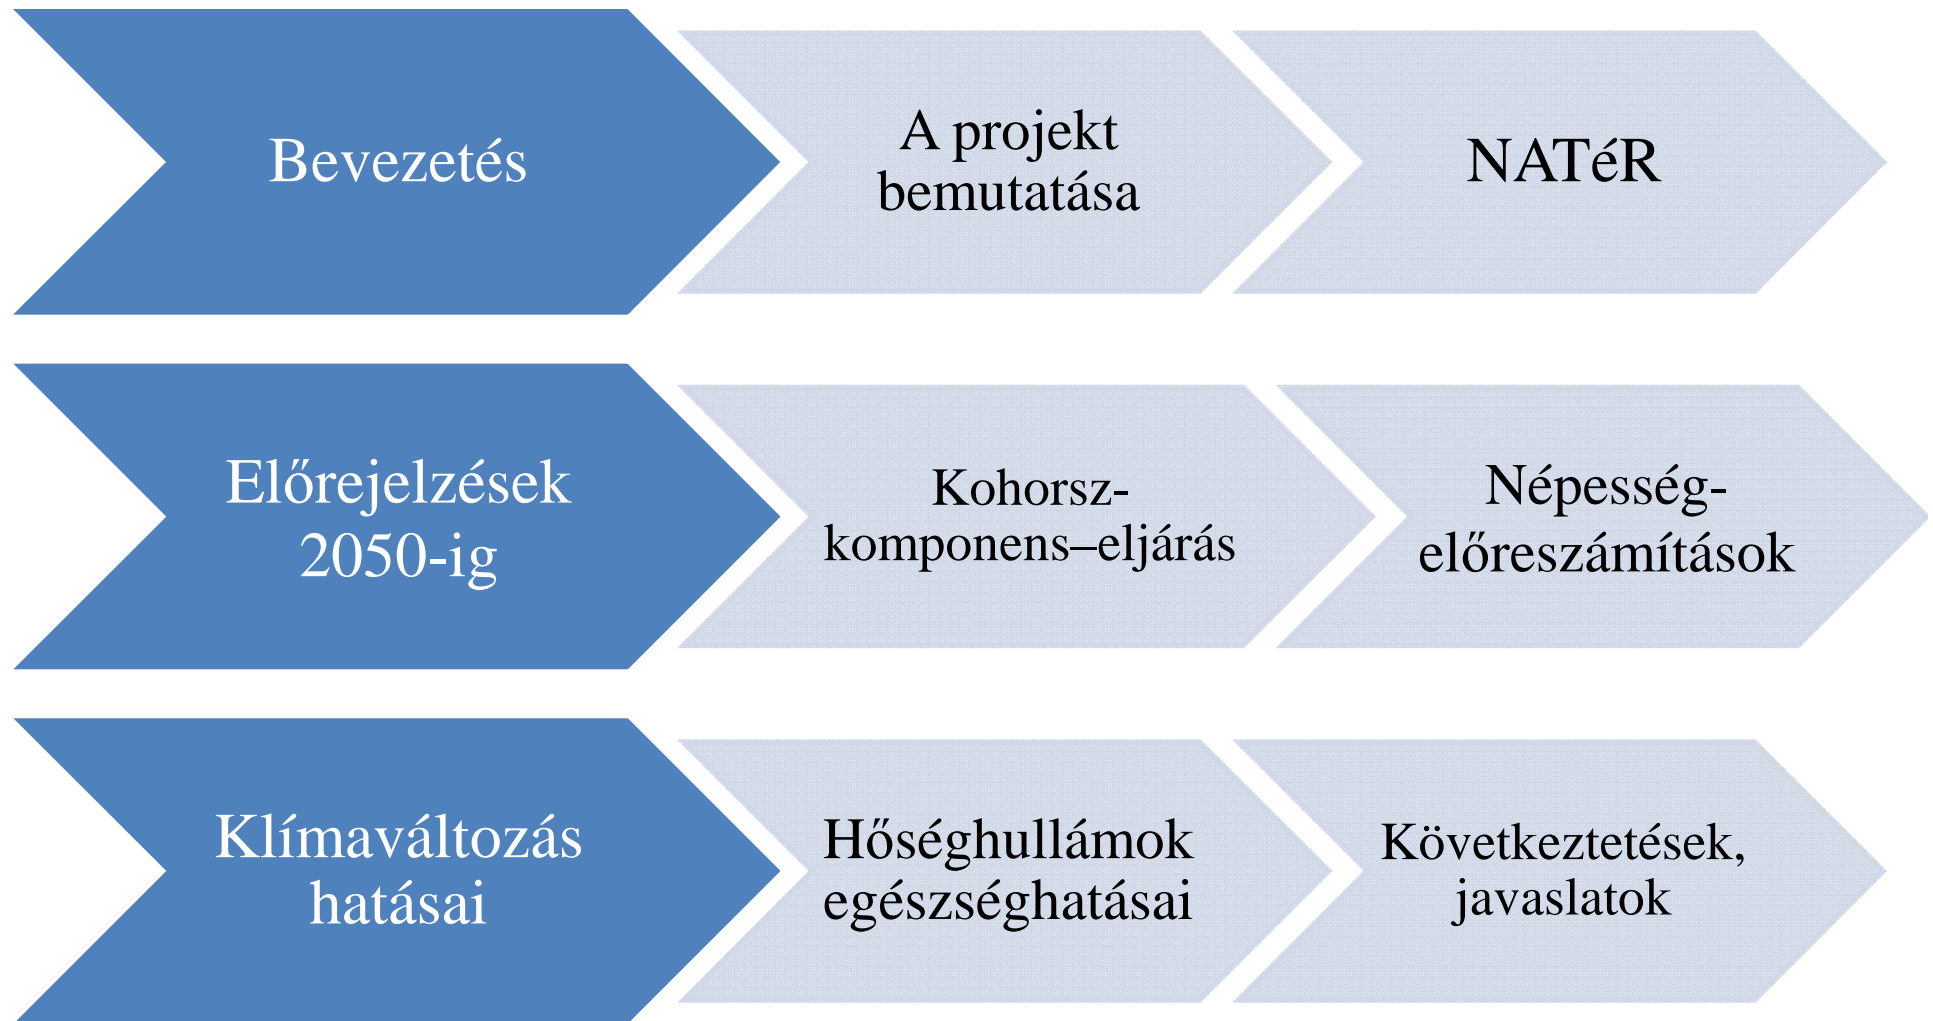 Bevezetés
A projekt
bemutatása
NATéR
Előrejelzések
2050-ig
Kohorsz-
komponens–eljárás
Népesség-
előreszámítások
Klímaváltozás
hatásai
Hőséghullámok
egészséghatásai
Következtetések,
javaslatok